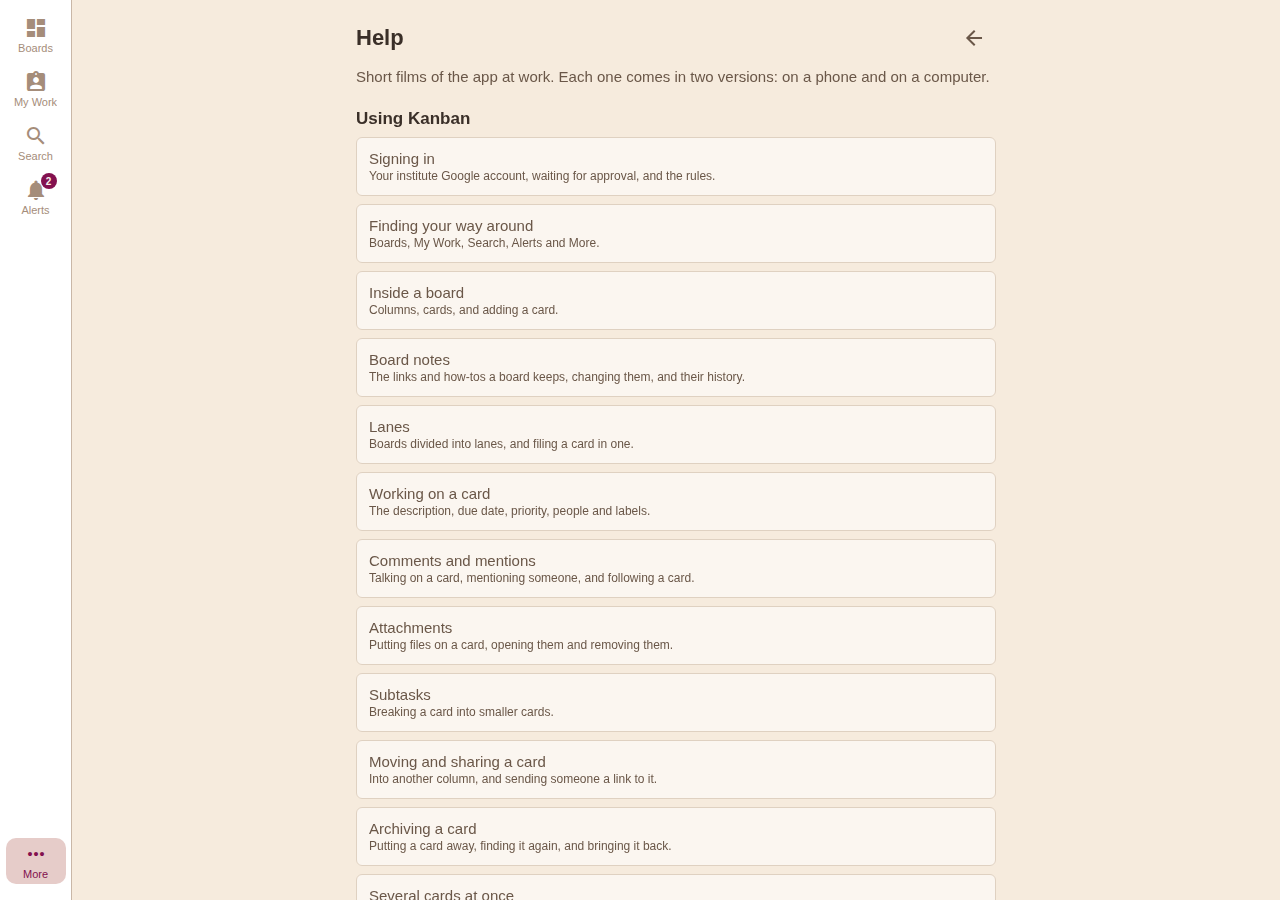 Boards
My Work
Search
2
Alerts
More
Help
Short films of the app at work. Each one comes in two versions: on a phone and on a computer.
Using Kanban
Signing in
Your institute Google account, waiting for approval, and the rules.
Finding your way around
Boards, My Work, Search, Alerts and More.
Inside a board
Columns, cards, and adding a card.
Board notes
The links and how-tos a board keeps, changing them, and their history.
Lanes
Boards divided into lanes, and filing a card in one.
Working on a card
The description, due date, priority, people and labels.
Comments and mentions
Talking on a card, mentioning someone, and following a card.
Attachments
Putting files on a card, opening them and removing them.
Subtasks
Breaking a card into smaller cards.
Moving and sharing a card
Into another column, and sending someone a link to it.
Archiving a card
Putting a card away, finding it again, and bringing it back.
Several cards at once